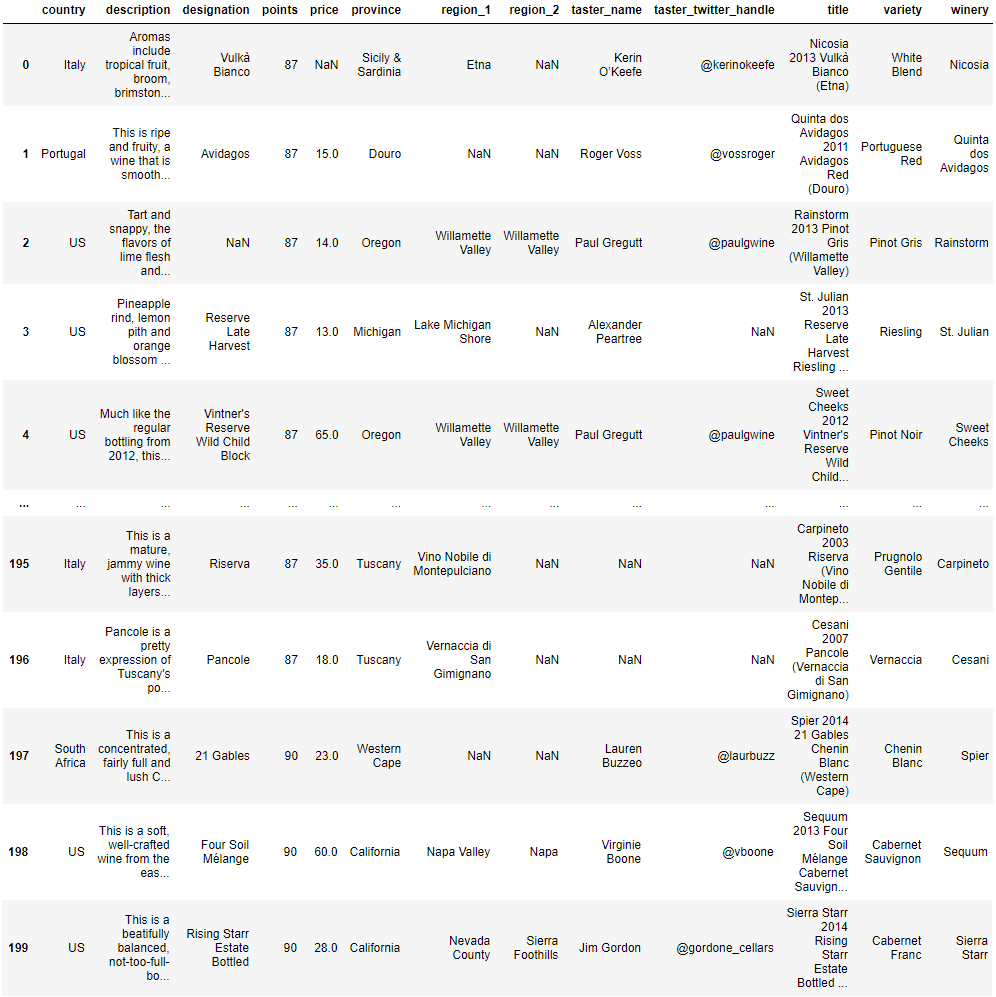 country description designation points price province region_1 region_2 taster_name taster_twitter_handle title variety winery
0 Italy Aromas include tropical fruit, broom, brimston... Vulkà Bianco 87 NaN Sicily & Sardinia Etna NaN Kerin O'Keefe @kerinokeefe Nicosia 2013 Vulkà Bianco (Etna) White Blend Nicosia
1 Portugal This is ripe and fruity, a wine that is smooth... Avidagos 87 15.0 Douro NaN NaN Roger Voss @vossroger Quinta dos Avidagos 2011 Avidagos Red (Douro) Portuguese Red Quinta dos Avidagos
2 US Tart and snappy, the flavors of lime flesh and... NaN 87 14.0 Oregon Willamette Valley Willamette Valley Paul Gregutt @paulgwine Rainstorm 2013 Pinot Gris (Willamette Valley) Pinot Gris Rainstorm
3 US Pineapple rind, lemon pith and orange blossom ... Reserve Late Harvest 87 13.0 Michigan Lake Michigan Shore NaN Alexander Peartree NaN St. Julian 2013 Reserve Late Harvest Riesling ... Riesling St. Julian
4 US Much like the regular bottling from 2012, this... Vintner's Reserve Wild Child Block 87 65.0 Oregon Willamette Valley Willamette Valley Paul Gregutt @paulgwine Sweet Cheeks 2012 Vintner's Reserve Wild Child... Pinot Noir Sweet Cheeks
... ... ... ... ... ... ... ... ... ... ... ... ... ...
195 Italy This is a mature, jammy wine with thick layers... Riserva 87 35.0 Tuscany Vino Nobile di Montepulciano NaN NaN NaN Carpineto 2003 Riserva (Vino Nobile di Montep... Prugnolo Gentile Carpineto
196 Italy Pancole is a pretty expression of Tuscany's po... Pancole 87 18.0 Tuscany Vernaccia di San Gimignano NaN NaN NaN Cesani 2007 Pancole (Vernaccia di San Gimignano) Vernaccia Cesani
197 South Africa This is a concentrated, fairly full and lush C... 21 Gables 90 23.0 Western Cape NaN NaN Lauren Buzzeo @laurbuzz Spier 2014 21 Gables Chenin Blanc (Western Cape) Chenin Blanc Spier
198 US This is a soft, well-crafted wine from the eas... Four Soil Mélange 90 60.0 California Napa Valley Napa Virginie Boone @vboone Sequum 2013 Four Soil Mélange Cabernet Sauvign... Cabernet Sauvignon Sequum
199 US This is a beatifully balanced, not-too-full-bo... Rising Starr Estate Bottled 90 28.0 California Nevada County Sierra Foothills Jim Gordon @gordone_cellars Sierra Starr 2014 Rising Starr Estate Bottled ... Cabernet Franc Sierra Starr